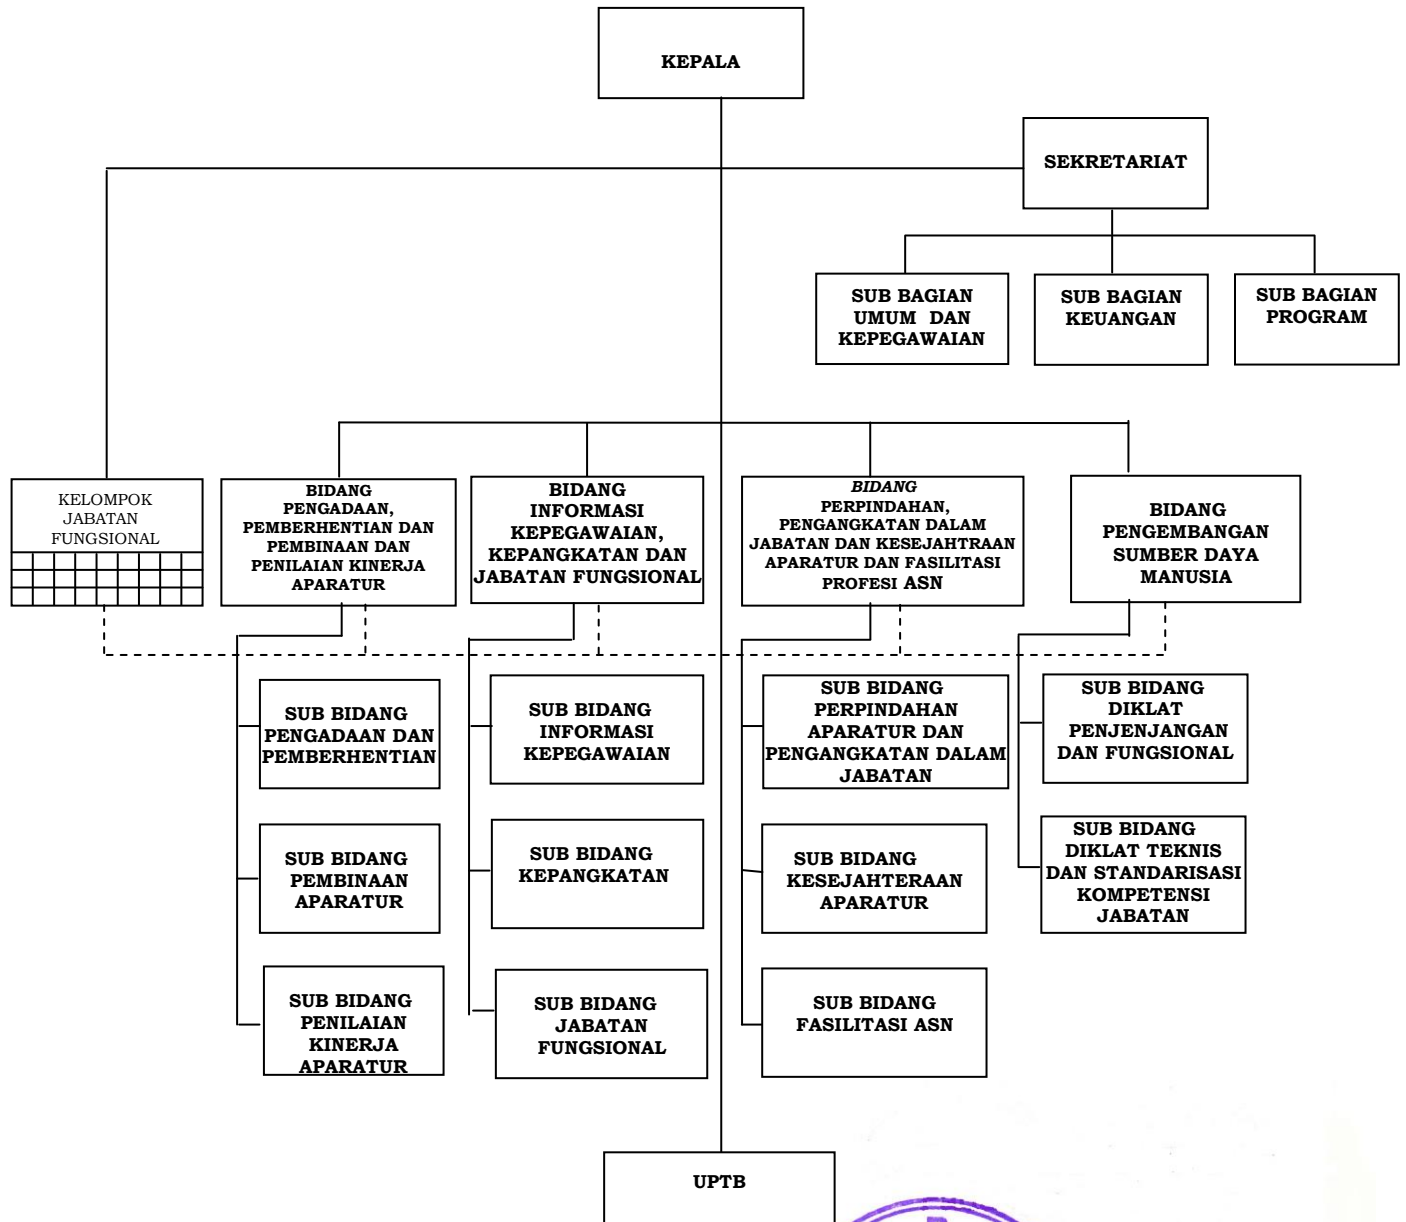 KEPALA
SEKRETARIAT
SUB BAGIAN
UMUM DAN
KEPEGAWAIAN
SUB BAGIAN
KEUANGAN
SUB BAGIAN
PROGRAM
KELOMPOK
JABATAN
FUNGSIONAL
BIDANG
PENGADAAN,
PEMBERHENTIAN DAN
PEMBINAAN DAN
PENILAIAN KINERJA
APARATUR
BIDANG
INFORMASI
KEPEGAWAIAN,
KEPANGKATAN DAN
JABATAN FUNGSIONAL
BIDANG
PERPINDAHAN,
PENGANGKATAN DALAM
JABATAN DAN KESEJAHTRAAN
APARATUR DAN FASILITASI
PROFESI ASN
BIDANG
PENGEMBANGAN
SUMBER DAYA
MANUSIA
SUB BIDANG
PENGADAAN DAN
PEMBERHENTIAN
SUB BIDANG
INFORMASI
KEPEGAWAIAN
SUB BIDANG
PERPINDAHAN
APARATUR DAN
PENGANGKATAN DALAM
JABATAN
SUB BIDANG
DIKLAT
PENJENJANGAN
DAN FUNGSIONAL
SUB BIDANG
PEMBINAAN
APARATUR
SUB BIDANG
KEPANGKATAN
SUB BIDANG
KESEJAHTERAAN
APARATUR
SUB BIDANG
DIKLAT TEKNIS
DAN STANDARISASI
KOMPETENSI
JABATAN
SUB BIDANG
PENILAIAN
KINERJA
APARATUR
SUB BIDANG
JABATAN
FUNGSIONAL
SUB BIDANG
FASILITASI ASN
UPTB